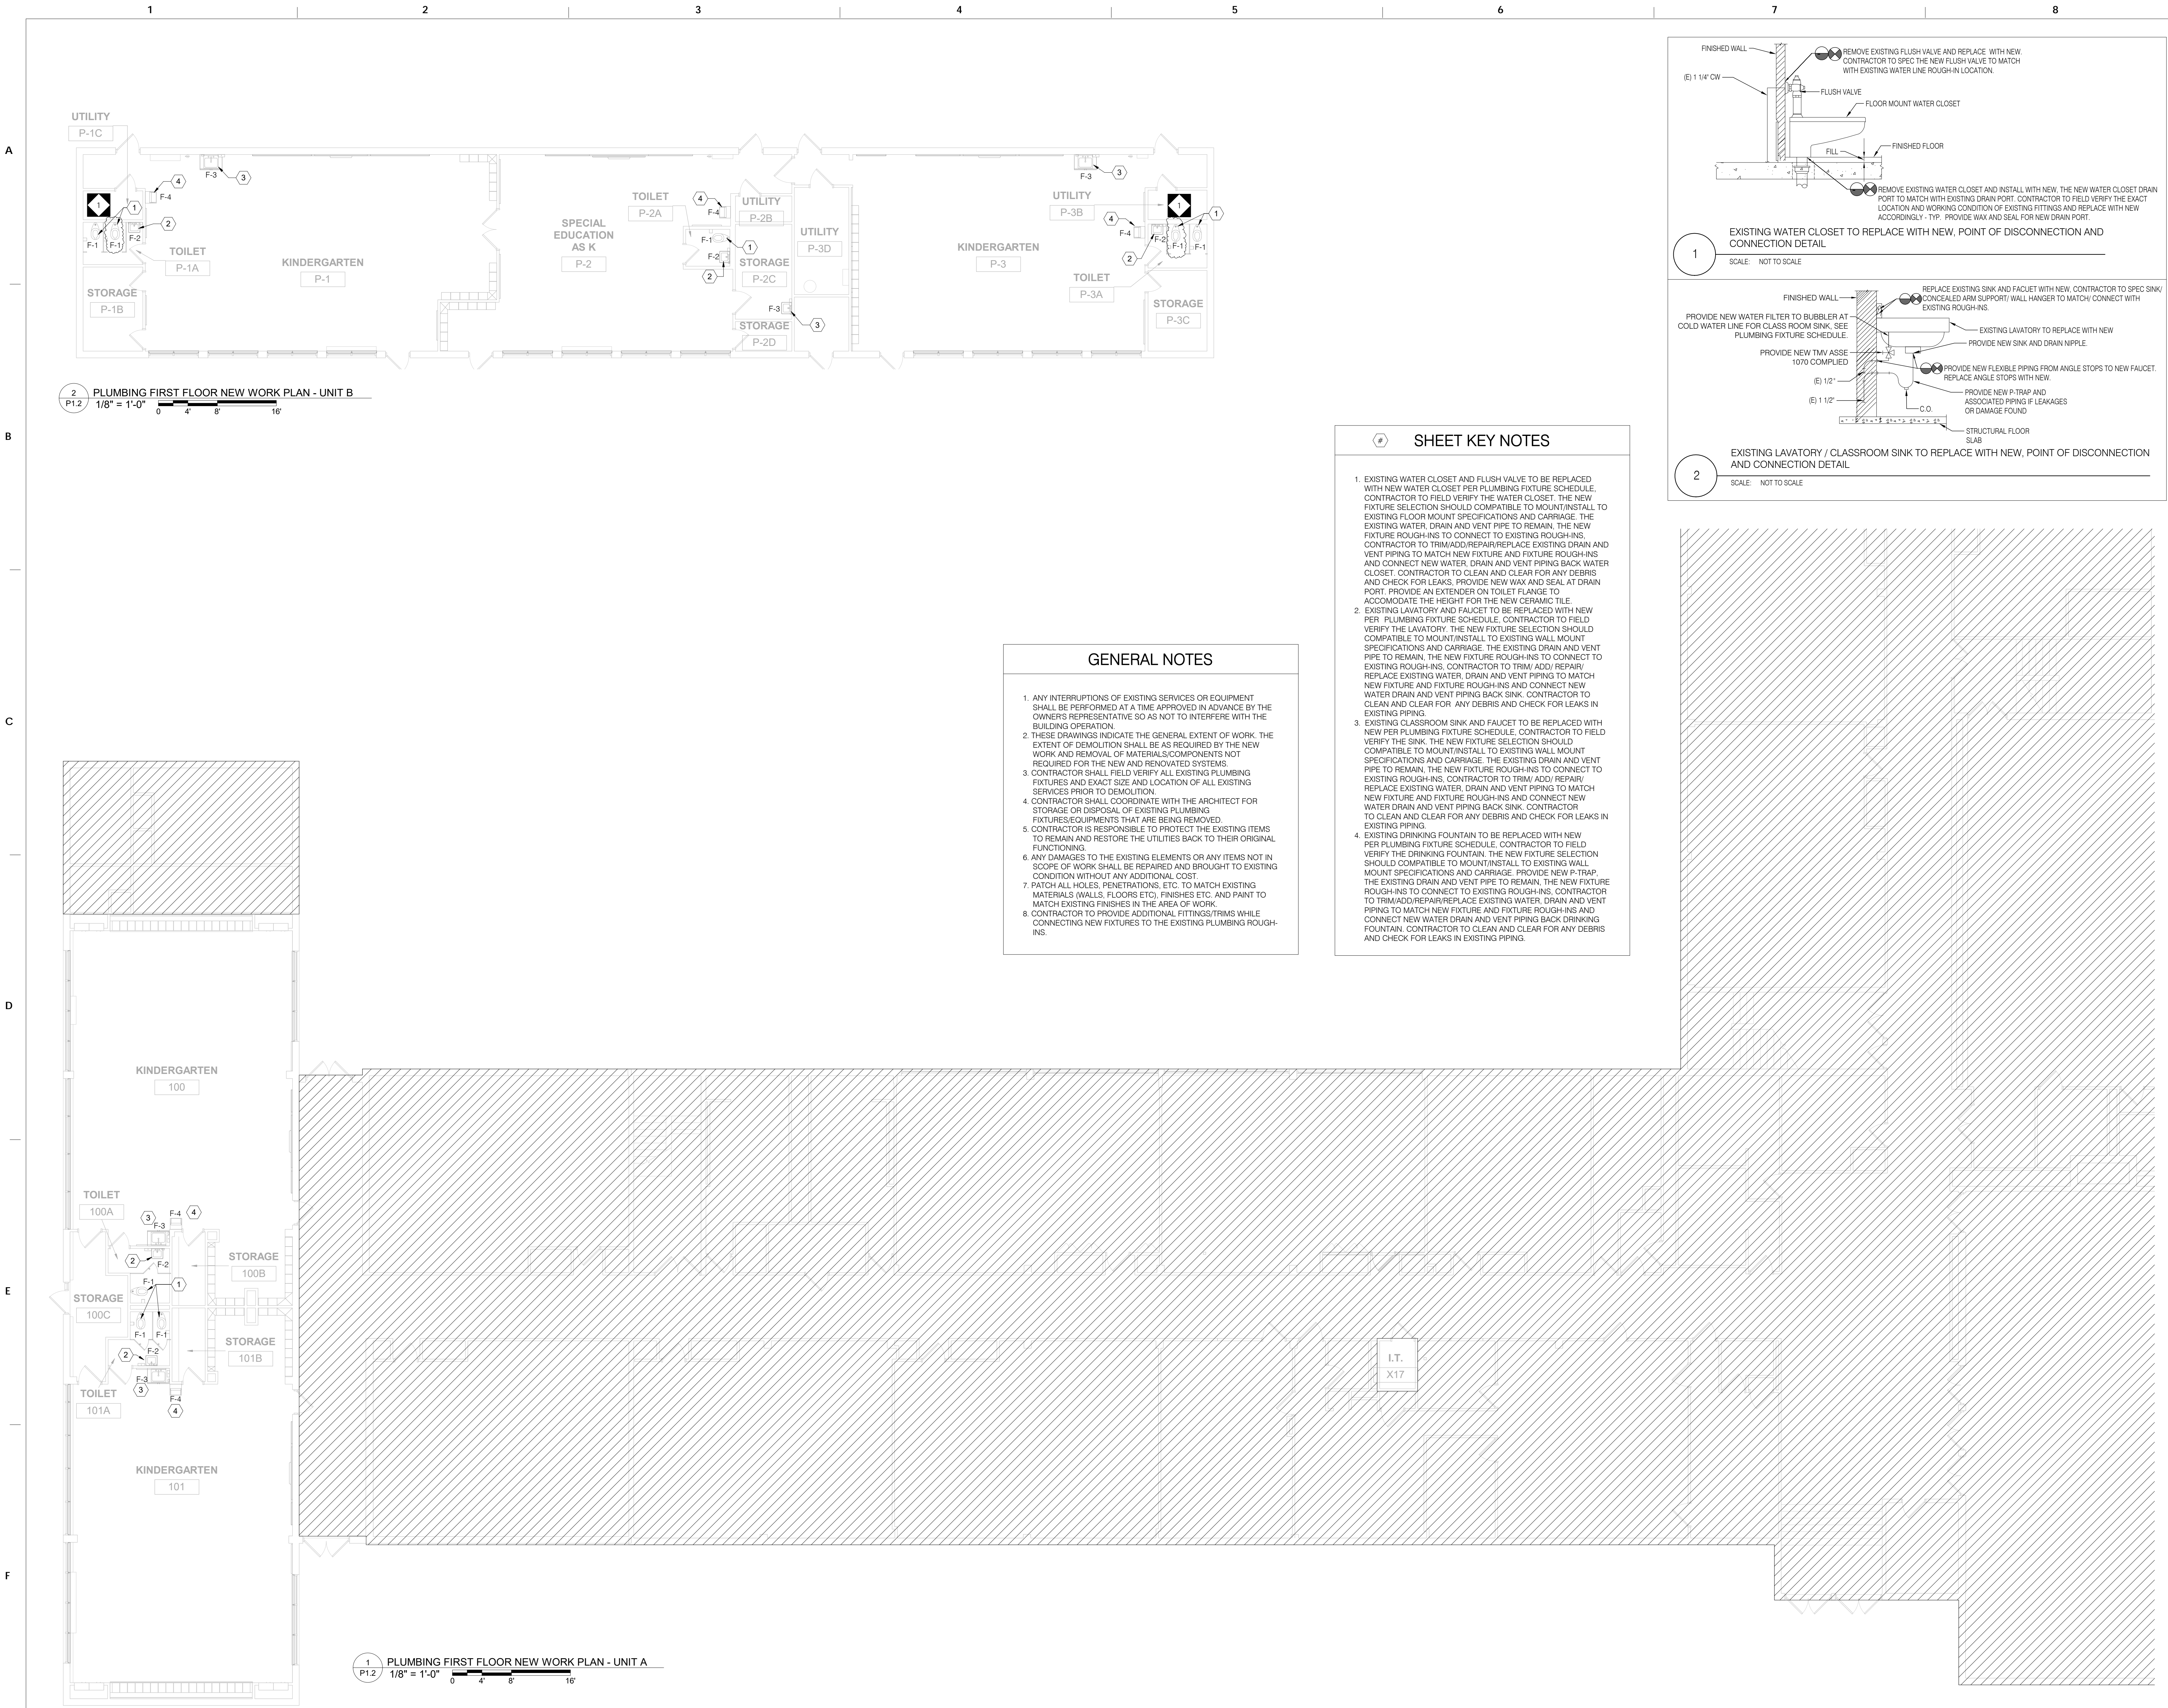 1 2 3 4 5 6 7 8
A
B
C
D
E
F
UTILITY
P-1C
F-3
3
4
F-4
1
1
2
F-1
F-1
F-2
TOILET
P-1A
STORAGE
P-1B
KINDERGARTEN
P-1
SPECIAL
EDUCATION
AS K
P-2
TOILET
P-2A
4
F-4
F-1
1
F-2
2
UTILITY
P-2B
STORAGE
P-2C
F-3
3
STORAGE
P-2D
UTILITY
P-3D
KINDERGARTEN
P-3
F-3
3
UTILITY
P-3B
1
1
4
F-4
F-2
F-1
F-1
2
TOILET
P-3A
STORAGE
P-3C
2
P1.2
PLUMBING FIRST FLOOR NEW WORK PLAN - UNIT B
1/8" = 1'-0"
0 4' 8' 16'
FINISHED WALL
(E) 1 1/4" CW
REMOVE EXISTING FLUSH VALVE AND REPLACE WITH NEW.
CONTRACTOR TO SPEC THE NEW FLUSH VALVE TO MATCH
WITH EXISTING WATER LINE ROUGH-IN LOCATION.
FLUSH VALVE
FLOOR MOUNT WATER CLOSET
FINISHED FLOOR
FILL
REMOVE EXISTING WATER CLOSET AND INSTALL WITH NEW, THE NEW WATER CLOSET DRAIN
PORT TO MATCH WITH EXISTING DRAIN PORT. CONTRACTOR TO FIELD VERIFY THE EXACT
LOCATION AND WORKING CONDITION OF EXISTING FITTINGS AND REPLACE WITH NEW
ACCORDINGLY - TYP. PROVIDE WAX AND SEAL FOR NEW DRAIN PORT.
1
EXISTING WATER CLOSET TO REPLACE WITH NEW, POINT OF DISCONNECTION AND
CONNECTION DETAIL
SCALE: NOT TO SCALE
FINISHED WALL
PROVIDE NEW WATER FILTER TO BUBBLER AT
COLD WATER LINE FOR CLASS ROOM SINK, SEE
PLUMBING FIXTURE SCHEDULE.
PROVIDE NEW TMV ASSE
1070 COMPLIED
(E) 1/2"
(E) 1 1/2"
REPLACE EXISTING SINK AND FACUET WITH NEW, CONTRACTOR TO SPEC SINK/
CONCEALED ARM SUPPORT/ WALL HANGER TO MATCH/ CONNECT WITH
EXISTING ROUGH-INS.
EXISTING LAVATORY TO REPLACE WITH NEW
PROVIDE NEW SINK AND DRAIN NIPPLE.
PROVIDE NEW FLEXIBLE PIPING FROM ANGLE STOPS TO NEW FAUCET.
REPLACE ANGLE STOPS WITH NEW.
PROVIDE NEW P-TRAP AND
ASSOCIATED PIPING IF LEAKAGES
OR DAMAGE FOUND
C.O.
STRUCTURAL FLOOR
SLAB
2
EXISTING LAVATORY / CLASSROOM SINK TO REPLACE WITH NEW, POINT OF DISCONNECTION
AND CONNECTION DETAIL
SCALE: NOT TO SCALE
GENERAL NOTES
1. ANY INTERRUPTIONS OF EXISTING SERVICES OR EQUIPMENT
SHALL BE PERFORMED AT A TIME APPROVED IN ADVANCE BY THE
OWNER'S REPRESENTATIVE SO AS NOT TO INTERFERE WITH THE
BUILDING OPERATION.
2. THESE DRAWINGS INDICATE THE GENERAL EXTENT OF WORK. THE
EXTENT OF DEMOLITION SHALL BE AS REQUIRED BY THE NEW
WORK AND REMOVAL OF MATERIALS/COMPONENTS NOT
REQUIRED FOR THE NEW AND RENOVATED SYSTEMS.
3. CONTRACTOR SHALL FIELD VERIFY ALL EXISTING PLUMBING
FIXTURES AND EXACT SIZE AND LOCATION OF ALL EXISTING
SERVICES PRIOR TO DEMOLITION.
4. CONTRACTOR SHALL COORDINATE WITH THE ARCHITECT FOR
STORAGE OR DISPOSAL OF EXISTING PLUMBING
FIXTURES/EQUIPMENTS THAT ARE BEING REMOVED.
5. CONTRACTOR IS RESPONSIBLE TO PROTECT THE EXISTING ITEMS
TO REMAIN AND RESTORE THE UTILITIES BACK TO THEIR ORIGINAL
FUNCTIONING.
6. ANY DAMAGES TO THE EXISTING ELEMENTS OR ANY ITEMS NOT IN
SCOPE OF WORK SHALL BE REPAIRED AND BROUGHT TO EXISTING
CONDITION WITHOUT ANY ADDITIONAL COST.
7. PATCH ALL HOLES, PENETRATIONS, ETC. TO MATCH EXISTING
MATERIALS (WALLS, FLOORS ETC), FINISHES ETC. AND PAINT TO
MATCH EXISTING FINISHES IN THE AREA OF WORK.
8. CONTRACTOR TO PROVIDE ADDITIONAL FITTINGS/TRIMS WHILE
CONNECTING NEW FIXTURES TO THE EXISTING PLUMBING ROUGH-
INS.
# SHEET KEY NOTES
1. EXISTING WATER CLOSET AND FLUSH VALVE TO BE REPLACED
WITH NEW WATER CLOSET PER PLUMBING FIXTURE SCHEDULE,
CONTRACTOR TO FIELD VERIFY THE WATER CLOSET. THE NEW
FIXTURE SELECTION SHOULD COMPATIBLE TO MOUNT/INSTALL TO
EXISTING FLOOR MOUNT SPECIFICATIONS AND CARRIAGE. THE
EXISTING WATER, DRAIN AND VENT PIPE TO REMAIN, THE NEW
FIXTURE ROUGH-INS TO CONNECT TO EXISTING ROUGH-INS,
CONTRACTOR TO TRIM/ADD/REPAIR/REPLACE EXISTING DRAIN AND
VENT PIPING TO MATCH NEW FIXTURE AND FIXTURE ROUGH-INS
AND CONNECT NEW WATER, DRAIN AND VENT PIPING BACK WATER
CLOSET. CONTRACTOR TO CLEAN AND CLEAR FOR ANY DEBRIS
AND CHECK FOR LEAKS, PROVIDE NEW WAX AND SEAL AT DRAIN
PORT. PROVIDE AN EXTENDER ON TOILET FLANGE TO
ACCOMODATE THE HEIGHT FOR THE NEW CERAMIC TILE.
2. EXISTING LAVATORY AND FAUCET TO BE REPLACED WITH NEW
PER PLUMBING FIXTURE SCHEDULE, CONTRACTOR TO FIELD
VERIFY THE LAVATORY. THE NEW FIXTURE SELECTION SHOULD
COMPATIBLE TO MOUNT/INSTALL TO EXISTING WALL MOUNT
SPECIFICATIONS AND CARRIAGE. THE EXISTING DRAIN AND VENT
PIPE TO REMAIN, THE NEW FIXTURE ROUGH-INS TO CONNECT TO
EXISTING ROUGH-INS, CONTRACTOR TO TRIM/ ADD/ REPAIR/
REPLACE EXISTING WATER, DRAIN AND VENT PIPING TO MATCH
NEW FIXTURE AND FIXTURE ROUGH-INS AND CONNECT NEW
WATER DRAIN AND VENT PIPING BACK SINK. CONTRACTOR TO
CLEAN AND CLEAR FOR ANY DEBRIS AND CHECK FOR LEAKS IN
EXISTING PIPING.
3. EXISTING CLASSROOM SINK AND FAUCET TO BE REPLACED WITH
NEW PER PLUMBING FIXTURE SCHEDULE, CONTRACTOR TO FIELD
VERIFY THE SINK. THE NEW FIXTURE SELECTION SHOULD
COMPATIBLE TO MOUNT/INSTALL TO EXISTING WALL MOUNT
SPECIFICATIONS AND CARRIAGE. THE EXISTING DRAIN AND VENT
PIPE TO REMAIN, THE NEW FIXTURE ROUGH-INS TO CONNECT TO
EXISTING ROUGH-INS, CONTRACTOR TO TRIM/ ADD/ REPAIR/
REPLACE EXISTING WATER, DRAIN AND VENT PIPING TO MATCH
NEW FIXTURE AND FIXTURE ROUGH-INS AND CONNECT NEW
WATER DRAIN AND VENT PIPING BACK SINK. CONTRACTOR
TO CLEAN AND CLEAR FOR ANY DEBRIS AND CHECK FOR LEAKS IN
EXISTING PIPING.
4. EXISTING DRINKING FOUNTAIN TO BE REPLACED WITH NEW
PER PLUMBING FIXTURE SCHEDULE, CONTRACTOR TO FIELD
VERIFY THE DRINKING FOUNTAIN. THE NEW FIXTURE SELECTION
SHOULD COMPATIBLE TO MOUNT/INSTALL TO EXISTING WALL
MOUNT SPECIFICATIONS AND CARRIAGE. PROVIDE NEW P-TRAP,
THE EXISTING DRAIN AND VENT PIPE TO REMAIN, THE NEW FIXTURE
ROUGH-INS TO CONNECT TO EXISTING ROUGH-INS, CONTRACTOR
TO TRIM/ADD/REPAIR/REPLACE EXISTING WATER, DRAIN AND VENT
PIPING TO MATCH NEW FIXTURE AND FIXTURE ROUGH-INS AND
CONNECT NEW WATER DRAIN AND VENT PIPING BACK DRINKING
FOUNTAIN. CONTRACTOR TO CLEAN AND CLEAR FOR ANY DEBRIS
AND CHECK FOR LEAKS IN EXISTING PIPING.
KINDERGARTEN
100
TOILET
100A
3
F-3
F-4
4
2
F-2
STORAGE
100B
F-1
1
STORAGE
100C
F-1
F-1
F-2
2
STORAGE
101B
F-3
3
F-4
4
TOILET
101A
KINDERGARTEN
101
I.T.
X17
1
P1.2
PLUMBING FIRST FLOOR NEW WORK PLAN - UNIT A
1/8" = 1'-0"
0 4' 8' 16'